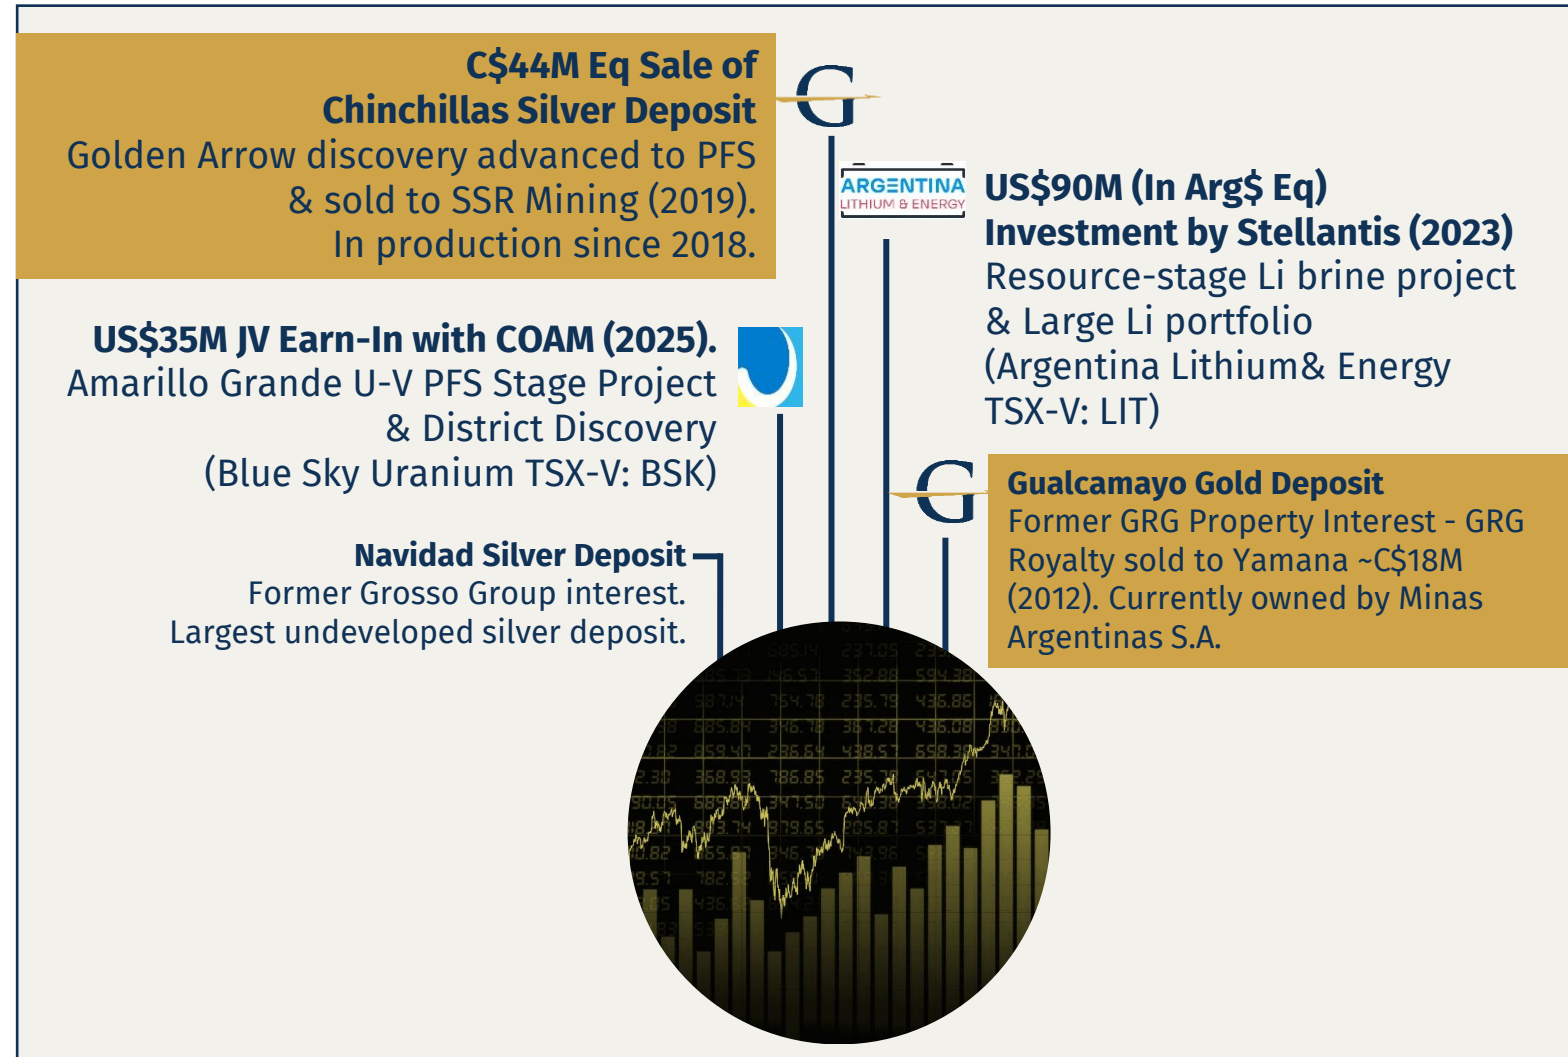 C$44M Eq Sale of
Chinchillas Silver Deposit
Golden Arrow discovery advanced to PFS
& sold to SSR Mining (2019).
In production since 2018.
G
ARGENTINA
LITHIUM & ENERGY
US$90M (In Arg$ Eq)
Investment by Stellantis (2023)
Resource-stage Li brine project
& Large Li portfolio
(Argentina Lithium& Energy
TSX-V: LIT)
US$35M JV Earn-In with COAM (2025).
Amarillo Grande U-V PFS Stage Project
& District Discovery
(Blue Sky Uranium TSX-V: BSK)
G
Gualcamayo Gold Deposit
Former GRG Property Interest - GRG
Royalty sold to Yamana ~C$18M
(2012). Currently owned by Minas
Argentinas S.A.
Navidad Silver Deposit
Former Grosso Group interest.
Largest undeveloped silver deposit.